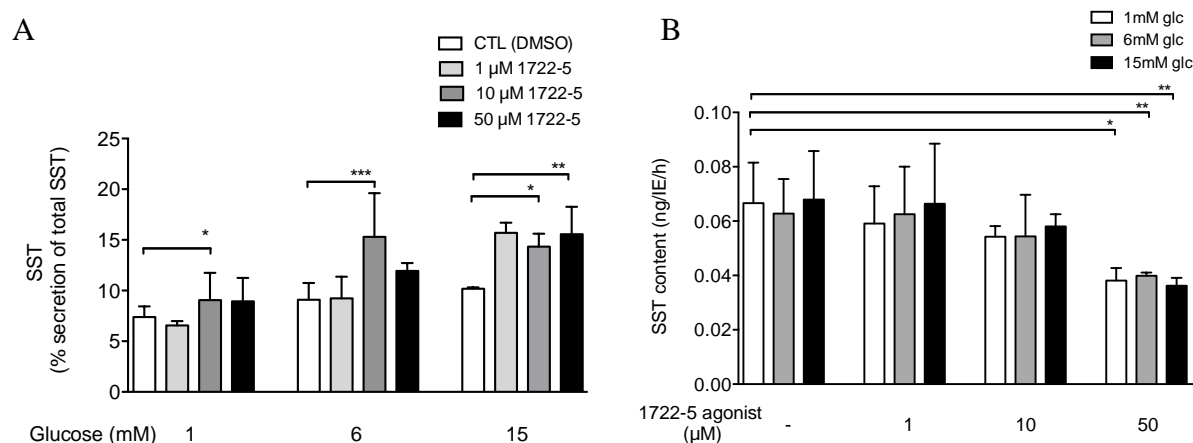 A
CTL (DMSO)
1 µM 1722-5
10 µM 1722-5
50 µM 1722-5
SST
(% secretion of total SST)
25
20
15
10
5
0
*
***
*
**
Glucose (mM) 1 6 15
B
1mM glc
6mM glc
15mM glc
SST content (ng/IE/h)
0.10
0.08
0.06
0.04
0.02
0.00
**
**
*
1722-5 agonist
(µM)
- 1 10 50